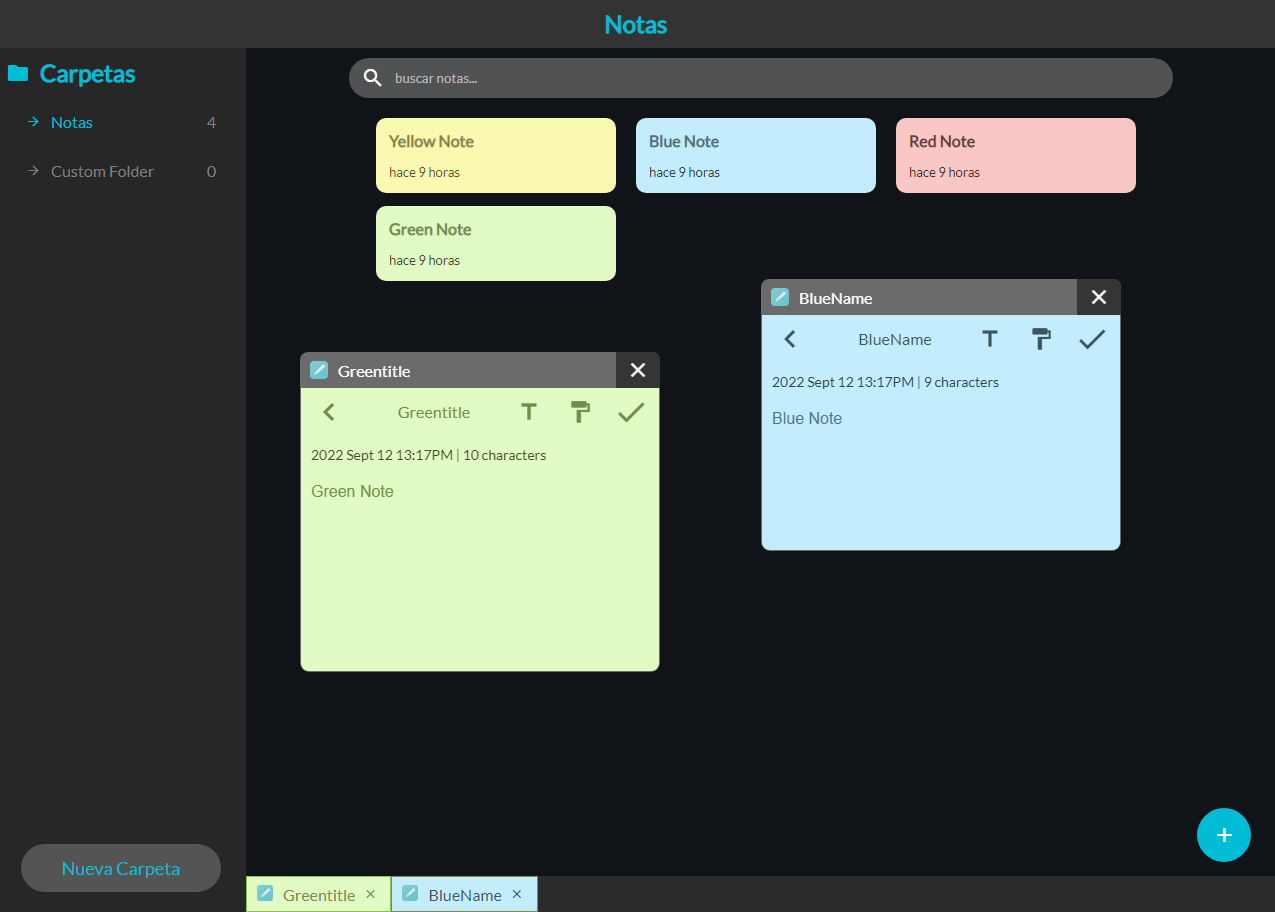 Notas
Carpetas
Notas 4
Custom Folder 0
Nueva Carpeta
buscar notas...
Yellow Note
hace 9 horas
Blue Note
hace 9 horas
Red Note
hace 9 horas
Green Note
hace 9 horas
Greentitle
Greentitle
2022 Sept 12 13:17PM | 10 characters
Green Note
BlueName
BlueName
2022 Sept 12 13:17PM | 9 characters
Blue Note
Greentitle
BlueName